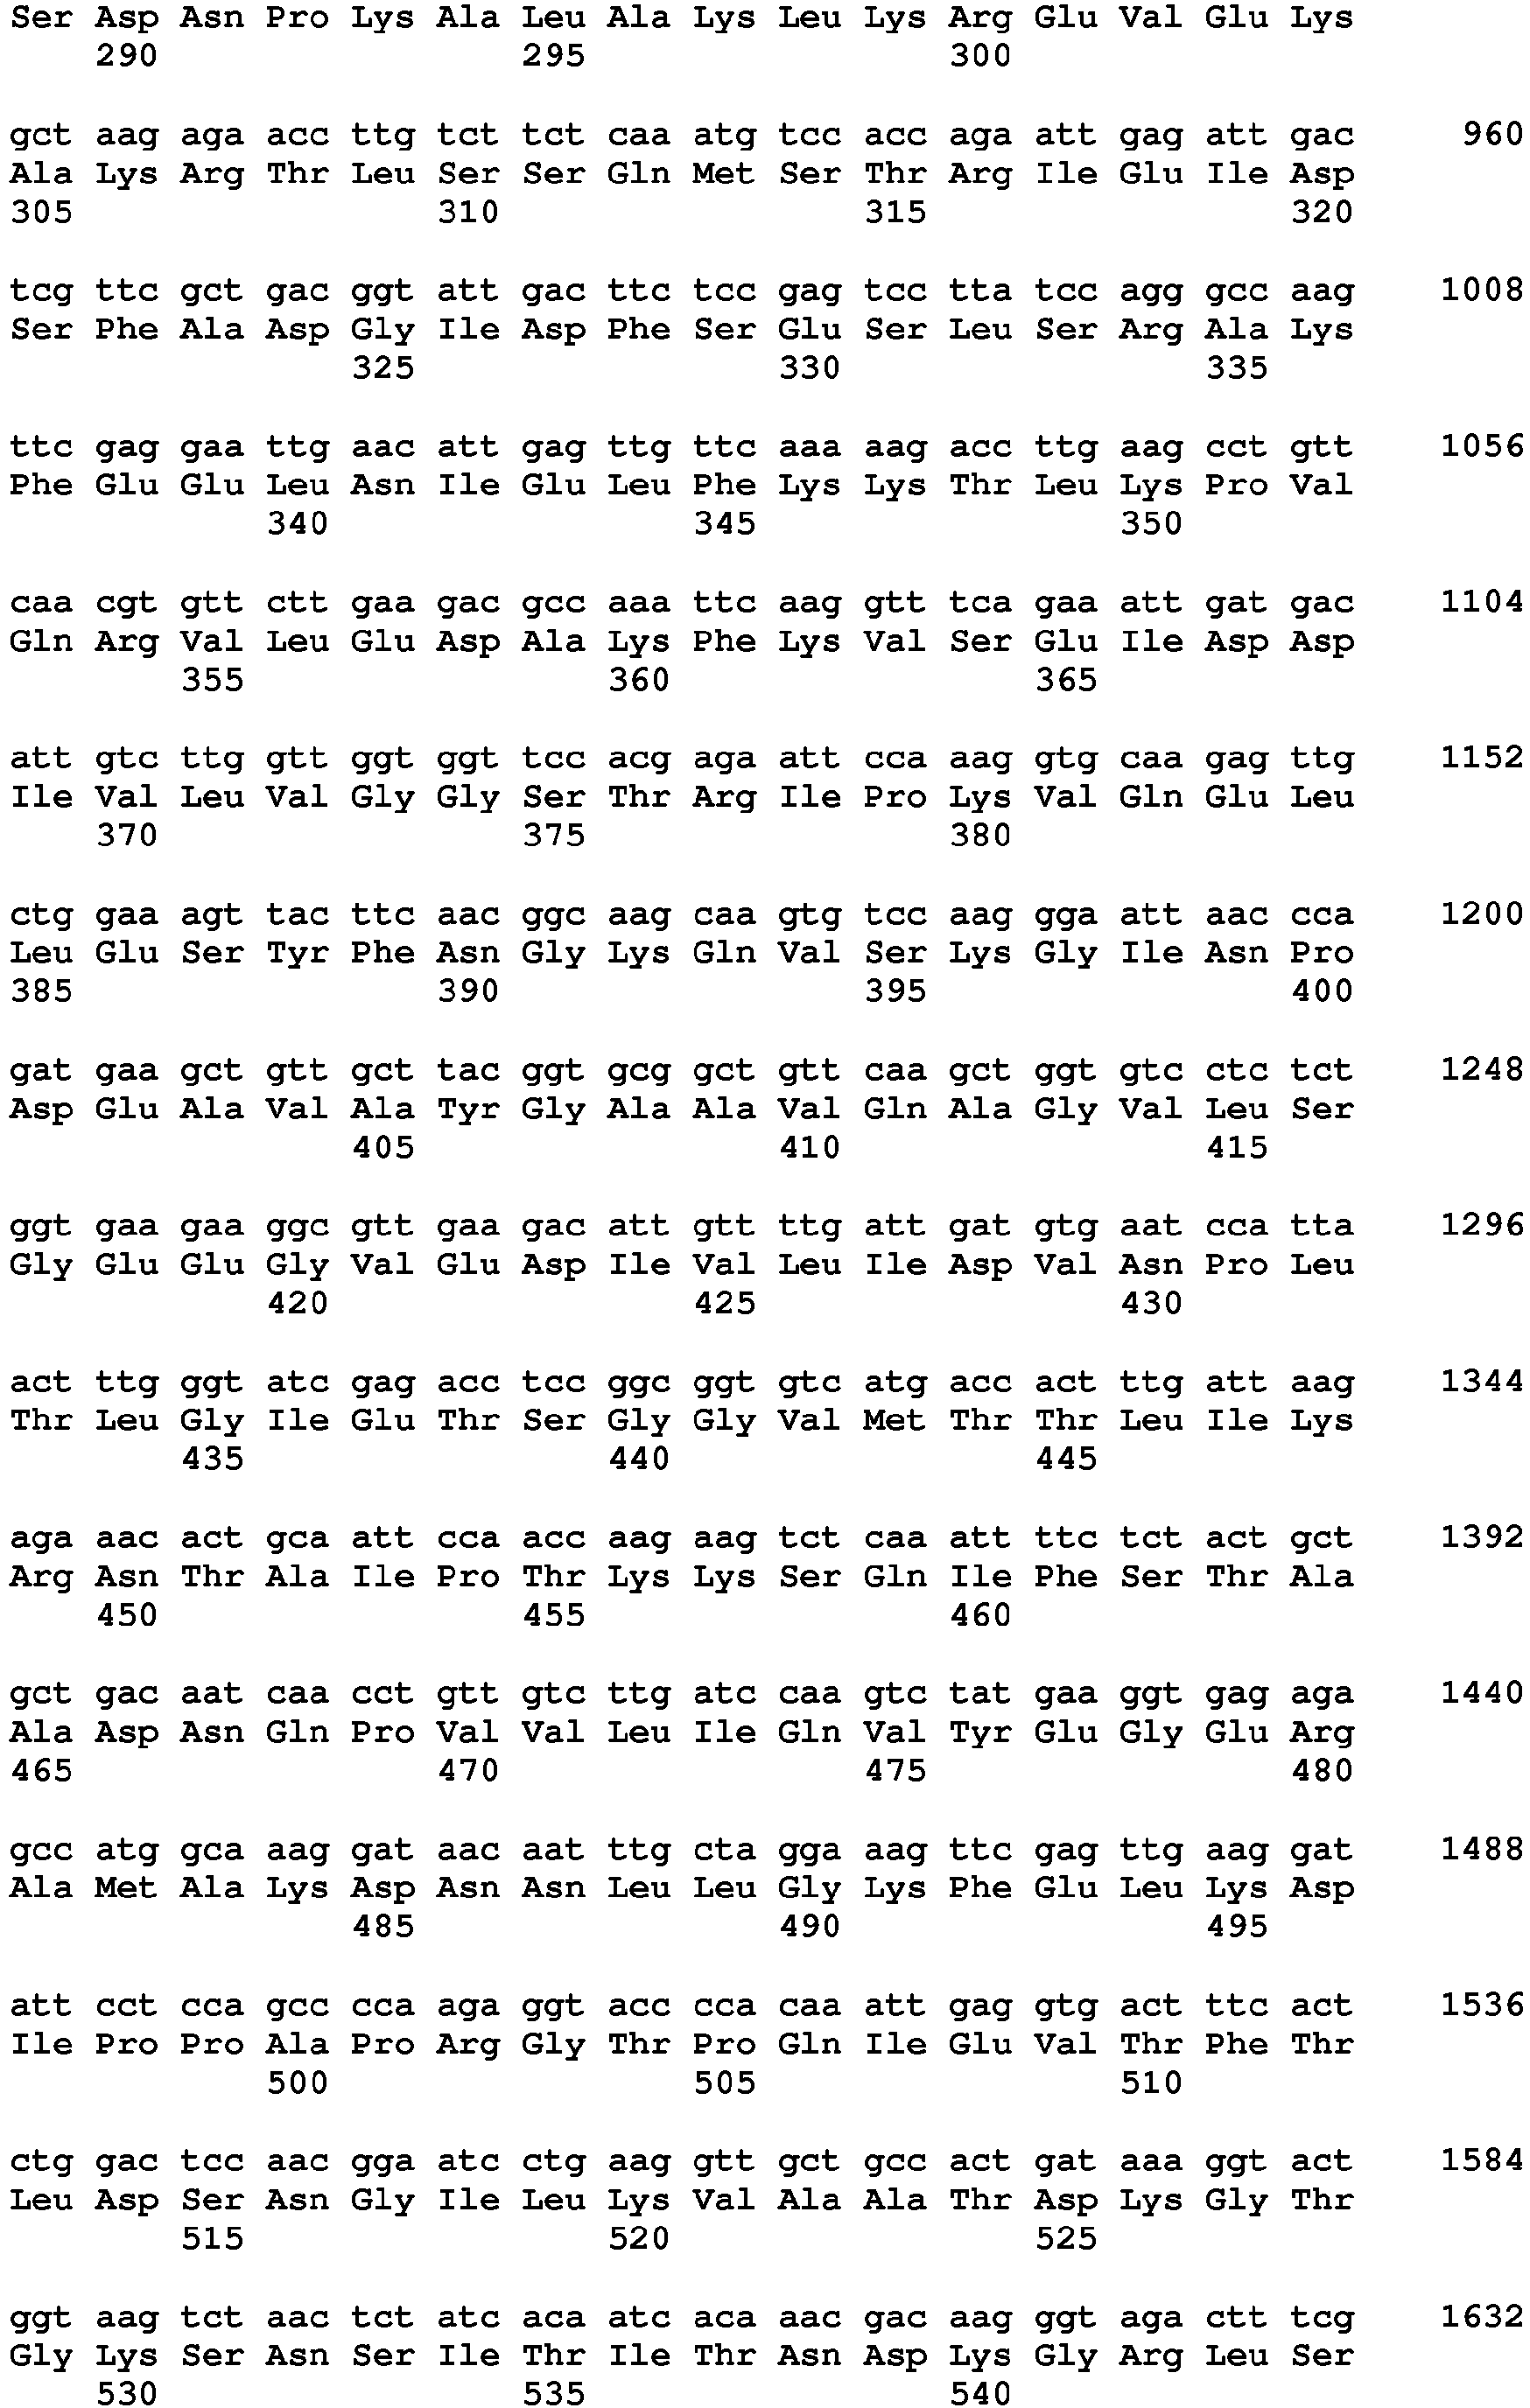 Ser Asp Asn Pro Lys Ala Leu Ala Lys Leu Lys Arg Glu Val Glu Lys
290 295 300
gct aag aga acc ttg tct tct caa atg tcc acc aga att gag att gac 960
Ala Lys Arg Thr Leu Ser Ser Gln Met Ser Thr Arg Ile Glu Ile Asp
305 310 315 320
tcg ttc gct gac ggt att gac ttc tcc gag tcc tta tcc agg gcc aag 1008
Ser Phe Ala Asp Gly Ile Asp Phe Ser Glu Ser Leu Ser Arg Ala Lys
325 330 335
ttc gag gaa ttg aac att gag ttg ttc aaa aag acc ttg aag cct gtt 1056
Phe Glu Glu Leu Asn Ile Glu Leu Phe Lys Lys Thr Leu Lys Pro Val
340 345 350
caa cgt gtt ctt gaa gac gcc aaa ttc aag gtt tca gaa att gat gac 1104
Gln Arg Val Leu Glu Asp Ala Lys Phe Lys Val Ser Glu Ile Asp Asp
355 360 365
att gtc ttg gtt ggt ggt tcc acg aga att cca aag gtg caa gag ttg 1152
Ile Val Leu Val Gly Gly Ser Thr Arg Ile Pro Lys Val Gln Glu Leu
370 375 380
ctg gaa agt tac ttc aac ggc aag caa gtg tcc aag gga att aac cca 1200
Leu Glu Ser Tyr Phe Asn Gly Lys Gln Val Ser Lys Gly Ile Asn Pro
385 390 395 400
gat gaa gct gtt gct tac ggt gcg gct gtt caa gct ggt gtc ctc tct 1248
Asp Glu Ala Val Ala Tyr Gly Ala Ala Val Gln Ala Gly Val Leu Ser
405 410 415
ggt gaa gaa ggc gtt gaa gac att gtt ttg att gat gtg aat cca tta 1296
Gly Glu Glu Gly Val Glu Asp Ile Val Leu Ile Asp Val Asn Pro Leu
420 425 430
act ttg ggt atc gag acc tcc ggc ggt gtc atg acc act ttg att aag 1344
Thr Leu Gly Ile Glu Thr Ser Gly Gly Val Met Thr Thr Leu Ile Lys
435 440 445
aga aac act gca att cca acc aag aag tct caa att ttc tct act gct 1392
Arg Asn Thr Ala Ile Pro Thr Lys Lys Ser Gln Ile Phe Ser Thr Ala
450 455 460
gct gac aat caa cct gtt gtc ttg atc caa gtc tat gaa ggt gag aga 1440
Ala Asp Asn Gln Pro Val Val Leu Ile Gln Val Tyr Glu Gly Glu Arg
465 470 475 480
gcc atg gca aag gat aac aat ttg cta gga aag ttc gag ttg aag gat 1488
Ala Met Ala Lys Asp Asn Asn Leu Leu Gly Lys Phe Glu Leu Lys Asp
485 490 495
att cct cca gcc cca aga ggt acc cca caa att gag gtg act ttc act 1536
Ile Pro Pro Ala Pro Arg Gly Thr Pro Gln Ile Glu Val Thr Phe Thr
500 505 510
ctg gac tcc aac gga atc ctg aag gtt gct gcc act gat aaa ggt act 1584
Leu Asp Ser Asn Gly Ile Leu Lys Val Ala Ala Thr Asp Lys Gly Thr
515 520 525
ggt aag tct aac tct atc aca atc aca aac gac aag ggt aga ctt tcg 1632
Gly Lys Ser Asn Ser Ile Thr Ile Thr Asn Asp Lys Gly Arg Leu Ser
530 535 540